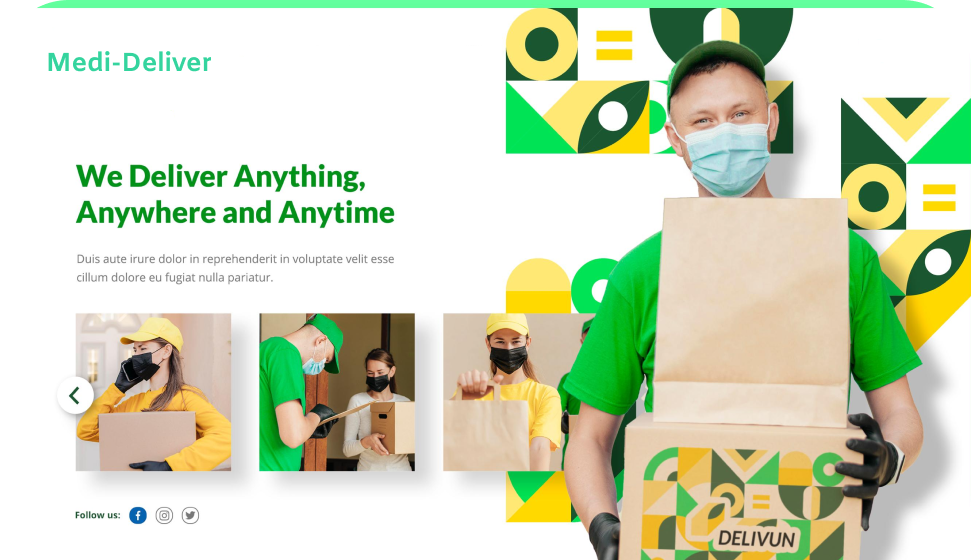 Medi-Deliver
We Deliver Anything,
Anywhere and Anytime
Duis aute irure dolor in reprehenderit in voluptate velit esse
cillum dolore eu fugiat nulla pariatur.
Follow us:
DELIVUN